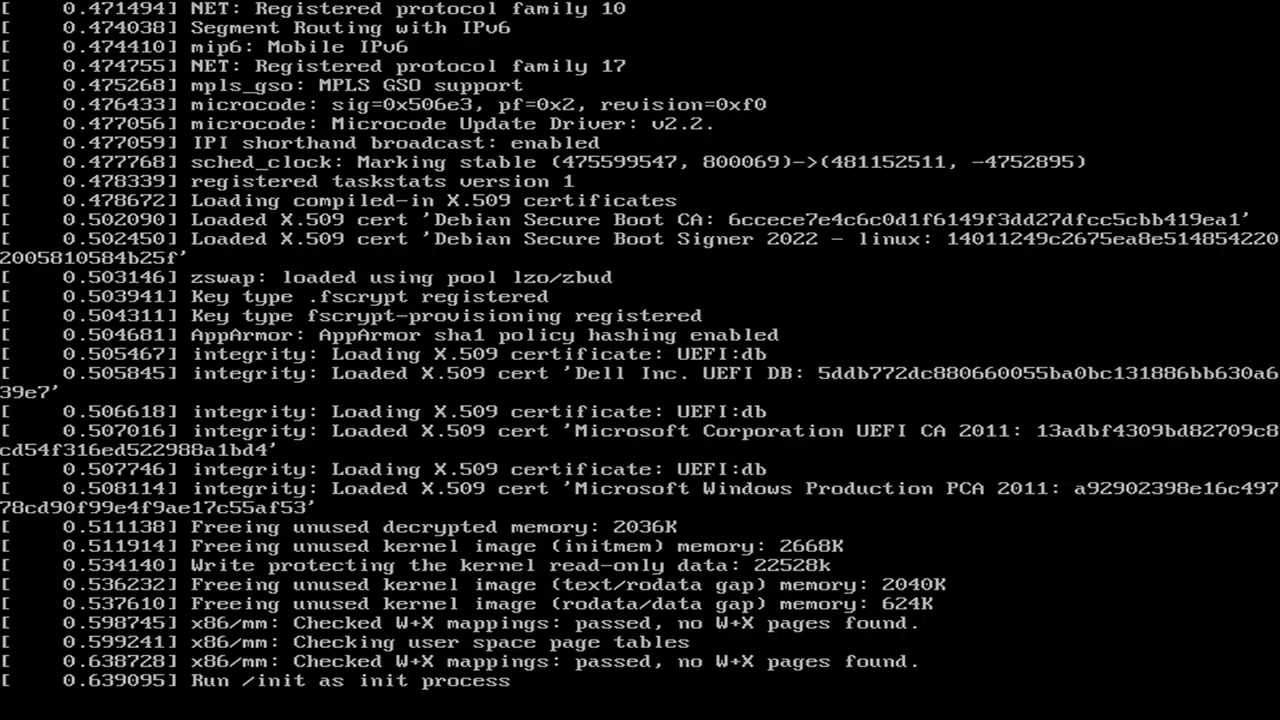 [    0.471494] NET: Registered protocol family 10
[    0.474038] Segment Routing with IPv6
[    0.474410] mip6: Mobile IPv6
[    0.474755] NET: Registered protocol family 17
[    0.475268] mpls_gso: MPLS GSO support
[    0.476433] microcode: sig=0x506e3, pf=0x2, revision=0xf0
[    0.477056] microcode: Microcode Update Driver: v2.2.
[    0.477059] IPI shorthand broadcast: enabled
[    0.477768] sched_clock: Marking stable (475599547, 800069)->(481152511, -4752895)
[    0.478339] registered taskstats version 1
[    0.478672] Loading compiled-in X.509 certificates
[    0.502090] Loaded X.509 cert 'Debian Secure Boot CA: 6ccece7e4c6c0d1f6149f3dd27dfcc5cbb419ea1'
[    0.502450] Loaded X.509 cert 'Debian Secure Boot Signer 2022 - linux: 14011249c2675ea8e514854220
2005810584b25f'
[    0.503146] zswap: loaded using pool lzo/zbud
[    0.503941] Key type .fscrypt registered
[    0.504311] Key type fscrypt-provisioning registered
[    0.504681] AppArmor: AppArmor sha1 policy hashing enabled
[    0.505467] integrity: Loading X.509 certificate: UEFI:db
[    0.505845] integrity: Loaded X.509 cert 'Dell Inc. UEFI DB: 5ddb772dc880660055ba0bc131886bb630a6
39e7'
[    0.506618] integrity: Loading X.509 certificate: UEFI:db
[    0.507016] integrity: Loaded X.509 cert 'Microsoft Corporation UEFI CA 2011: 13adbf4309bd82709c8
cd54f316ed522988a1bd4'
[    0.507746] integrity: Loading X.509 certificate: UEFI:db
[    0.508114] integrity: Loaded X.509 cert 'Microsoft Windows Production PCA 2011: a92902398e16c497
78cd90f99e4f9ae17c55af53'
[    0.511138] Freeing unused decrypted memory: 2036K
[    0.511914] Freeing unused kernel image (initmem) memory: 2668K
[    0.534140] Write protecting the kernel read-only data: 22528k
[    0.536232] Freeing unused kernel image (text/rodata gap) memory: 2040K
[    0.537610] Freeing unused kernel image (rodata/data gap) memory: 624K
[    0.598745] x86/mm: Checked W+X mappings: passed, no W+X pages found.
[    0.599241] x86/mm: Checking user space page tables
[    0.638728] x86/mm: Checked W+X mappings: passed, no W+X pages found.
[    0.639095] Run /init as init process